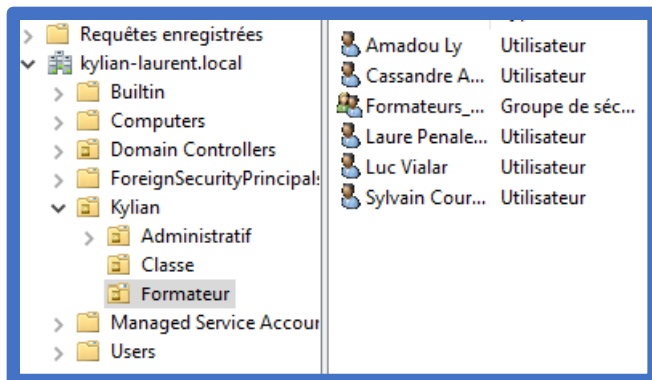 Requêtes enregistrées
kylian-laurent.local
Builtin
Computers
Domain Controllers
ForeignSecurityPrincipals
Kylian
Administratif
Classe
Formateur
Managed Service Accour
Users
Amadou Ly Utilisateur
Cassandre A... Utilisateur
Formateurs_... Groupe de séc...
Laure Penale... Utilisateur
Luc Vialar Utilisateur
Sylvain Cour... Utilisateur